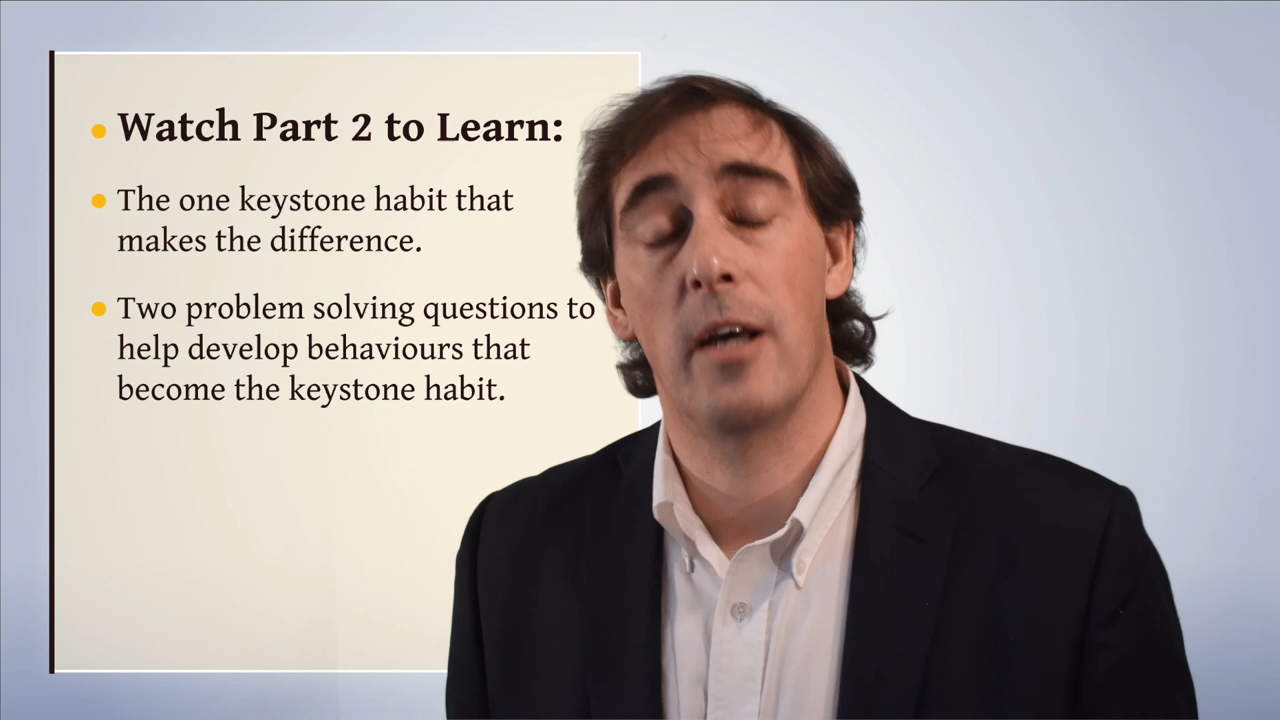 Watch Part 2 to Learn:
The one keystone habit that
makes the difference.
Two problem solving questions to
help develop behaviours that
become the keystone habit.